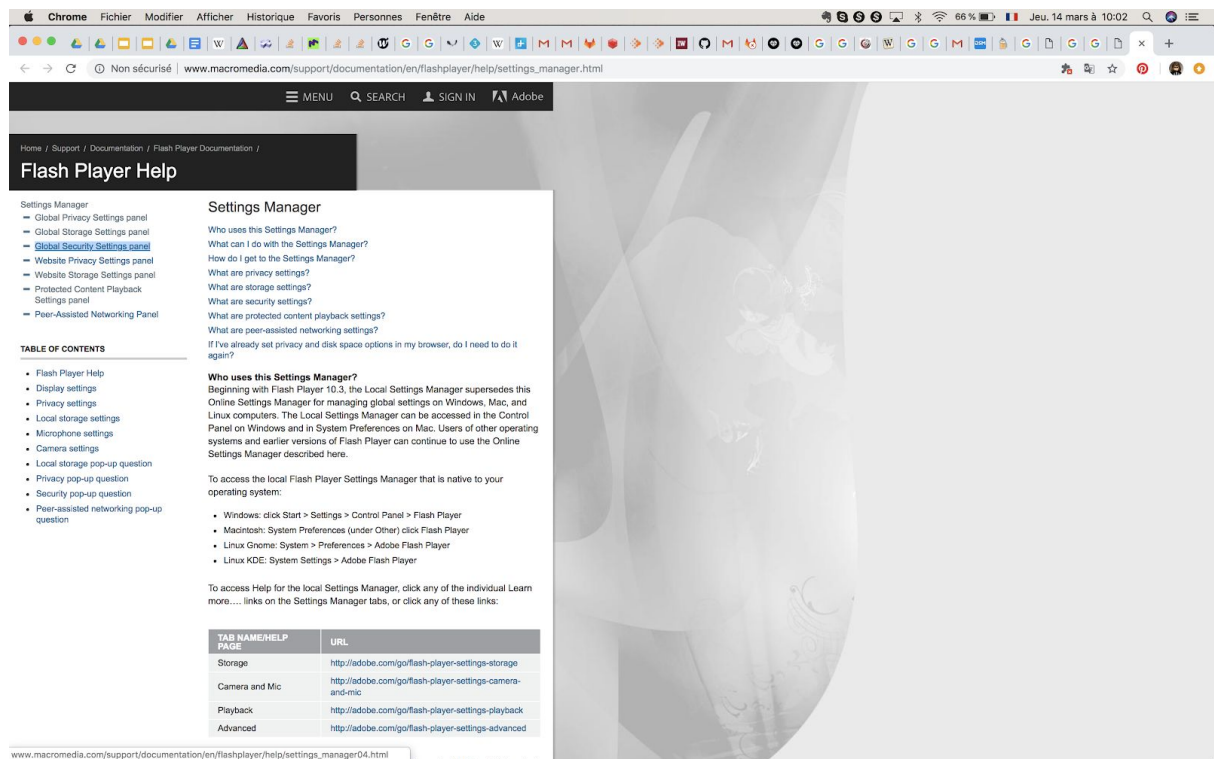 Chrome Fichier Modifier Afficher Historique Favoris Personnes Fenêtre Aide 66 % Jeu. 14 mars à 10:02
Non sécurisé www.macromedia.com/support/documentation/en/flashplayer/help/settings_manager.html
MENU SEARCH SIGN IN Adobe
Home / Support / Documentation / Flash Player Documentation /
Flash Player Help
Settings Manager
Global Privacy Settings panel
Global Storage Settings panel
Global Security Settings panel
Website Privacy Settings panel
Website Storage Settings panel
Protected Content Playback
Settings panel
Peer-Assisted Networking Panel
TABLE OF CONTENTS
Flash Player Help
Display settings
Privacy settings
Local storage settings
Microphone settings
Camera settings
Local storage pop-up question
Privacy pop-up question
Security pop-up question
Peer-assisted networking pop-up
question
Settings Manager
Who uses this Settings Manager?
What can I do with the Settings Manager?
How do I get to the Settings Manager?
What are privacy settings?
What are storage settings?
What are security settings?
What are protected content playback settings?
What are peer-assisted networking settings?
If I've already set privacy and disk space options in my browser, do I need to do it
again?
Who uses this Settings Manager?
Beginning with Flash Player 10.3, the Local Settings Manager supersedes this
Online Settings Manager for managing global settings on Windows, Mac, and
Linux computers. The Local Settings Manager can be accessed in the Control
Panel on Windows and in System Preferences on Mac. Users of other operating
systems and earlier versions of Flash Player can continue to use the Online
Settings Manager described here.
To access the local Flash Player Settings Manager that is native to your
operating system:
Windows: click Start > Settings > Control Panel > Flash Player
Macintosh: System Preferences (under Other) click Flash Player
Linux Gnome: System > Preferences > Adobe Flash Player
Linux KDE: System Settings > Adobe Flash Player
To access Help for the local Settings Manager, click any of the individual Learn
more…. links on the Settings Manager tabs, or click any of these links:
TAB NAME/HELP
PAGE URL
Storage http://adobe.com/go/flash-player-settings-storage
Camera and Mic http://adobe.com/go/flash-player-settings-camera-
and-mic
Playback http://adobe.com/go/flash-player-settings-playback
Advanced http://adobe.com/go/flash-player-settings-advanced
www.macromedia.com/support/documentation/en/flashplayer/help/settings_manager04.html